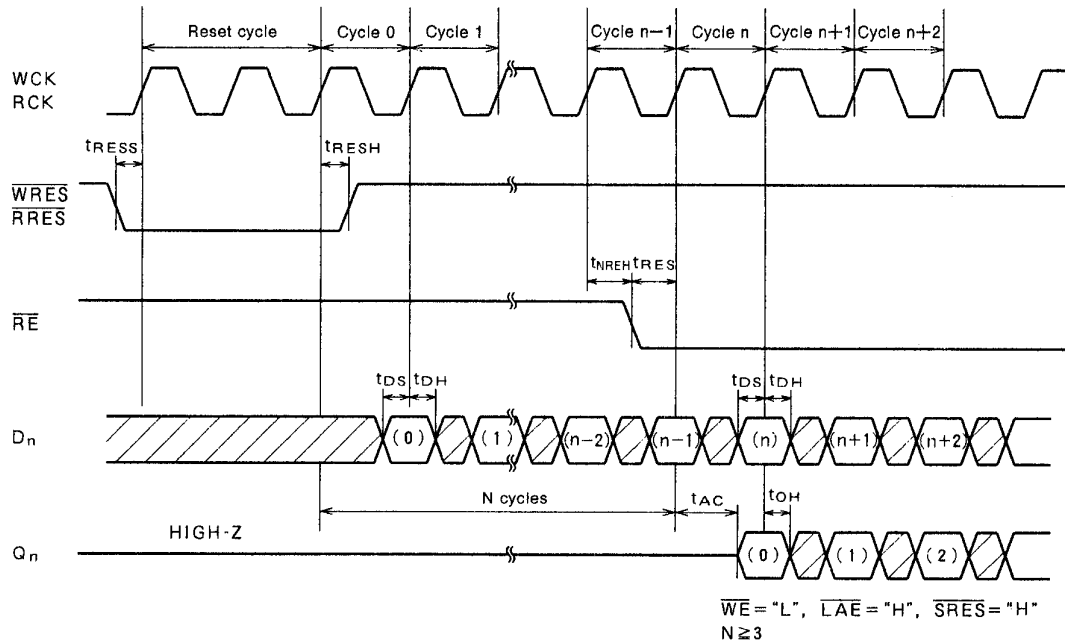 Reset cycle Cycle 0 Cycle 1 Cycle n−1 Cycle n Cycle n+1 Cycle n+2
WCK
RCK
tRESS tRESH
WRES
RRES
tNREH tRES
RE
tDS tDH tDS tDH
Dn (0) (1) (n-2) (n-1) (n) (n+1) (n+2)
N cycles tAC tOH
HIGH-Z
Qn (0) (1) (2)
WE="L", LAE="H", SRES="H"
N≧3